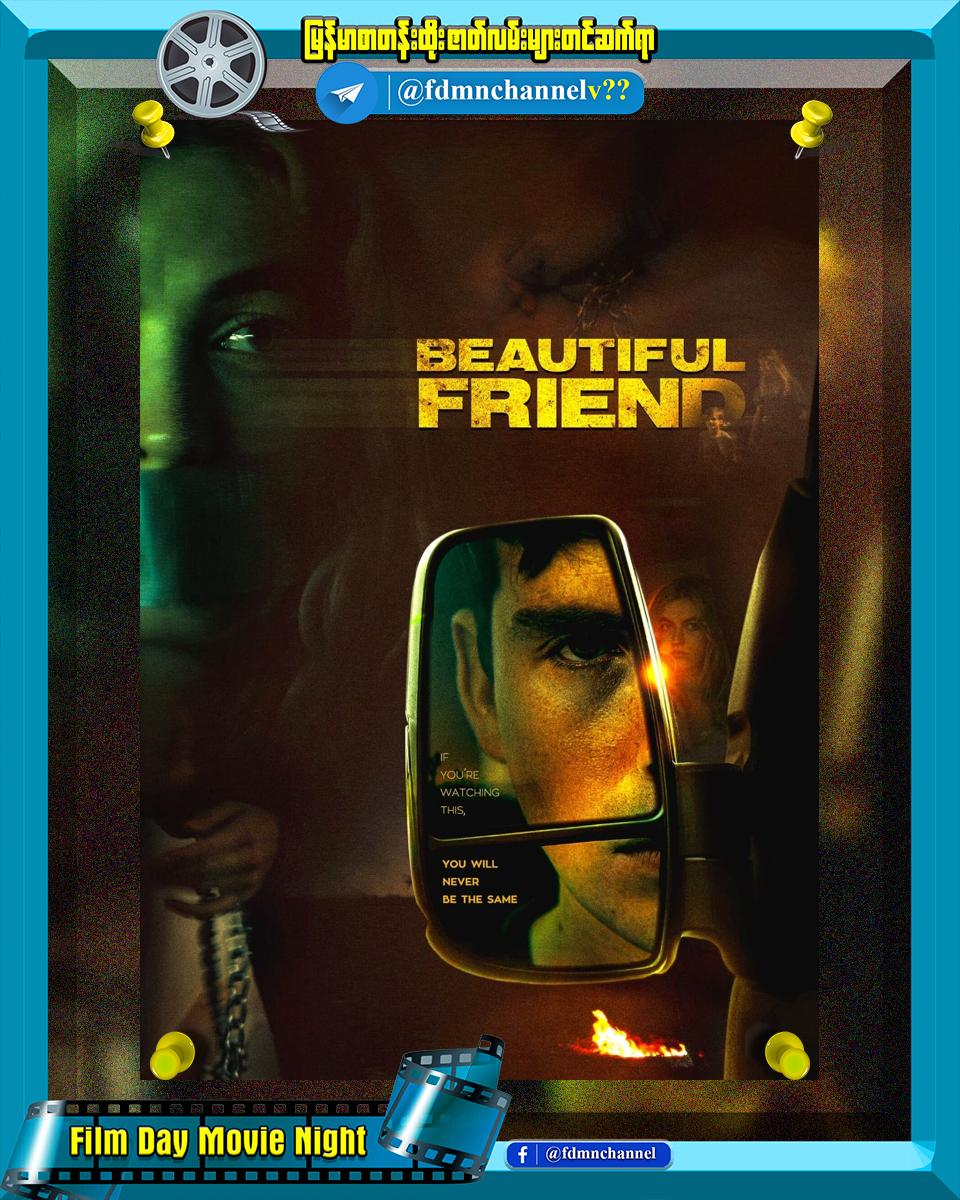 မြန်မာစာတန်းထိုးဇာတ်လမ်းများတင်ဆက်ရာ
@fdmnchannelv??
BEAUTIFUL
FRIEND
IF
YOU'RE
WATCHING
THIS,
YOU WILL
NEVER
BE THE SAME
Film Day Movie Night
@fdmnchannel